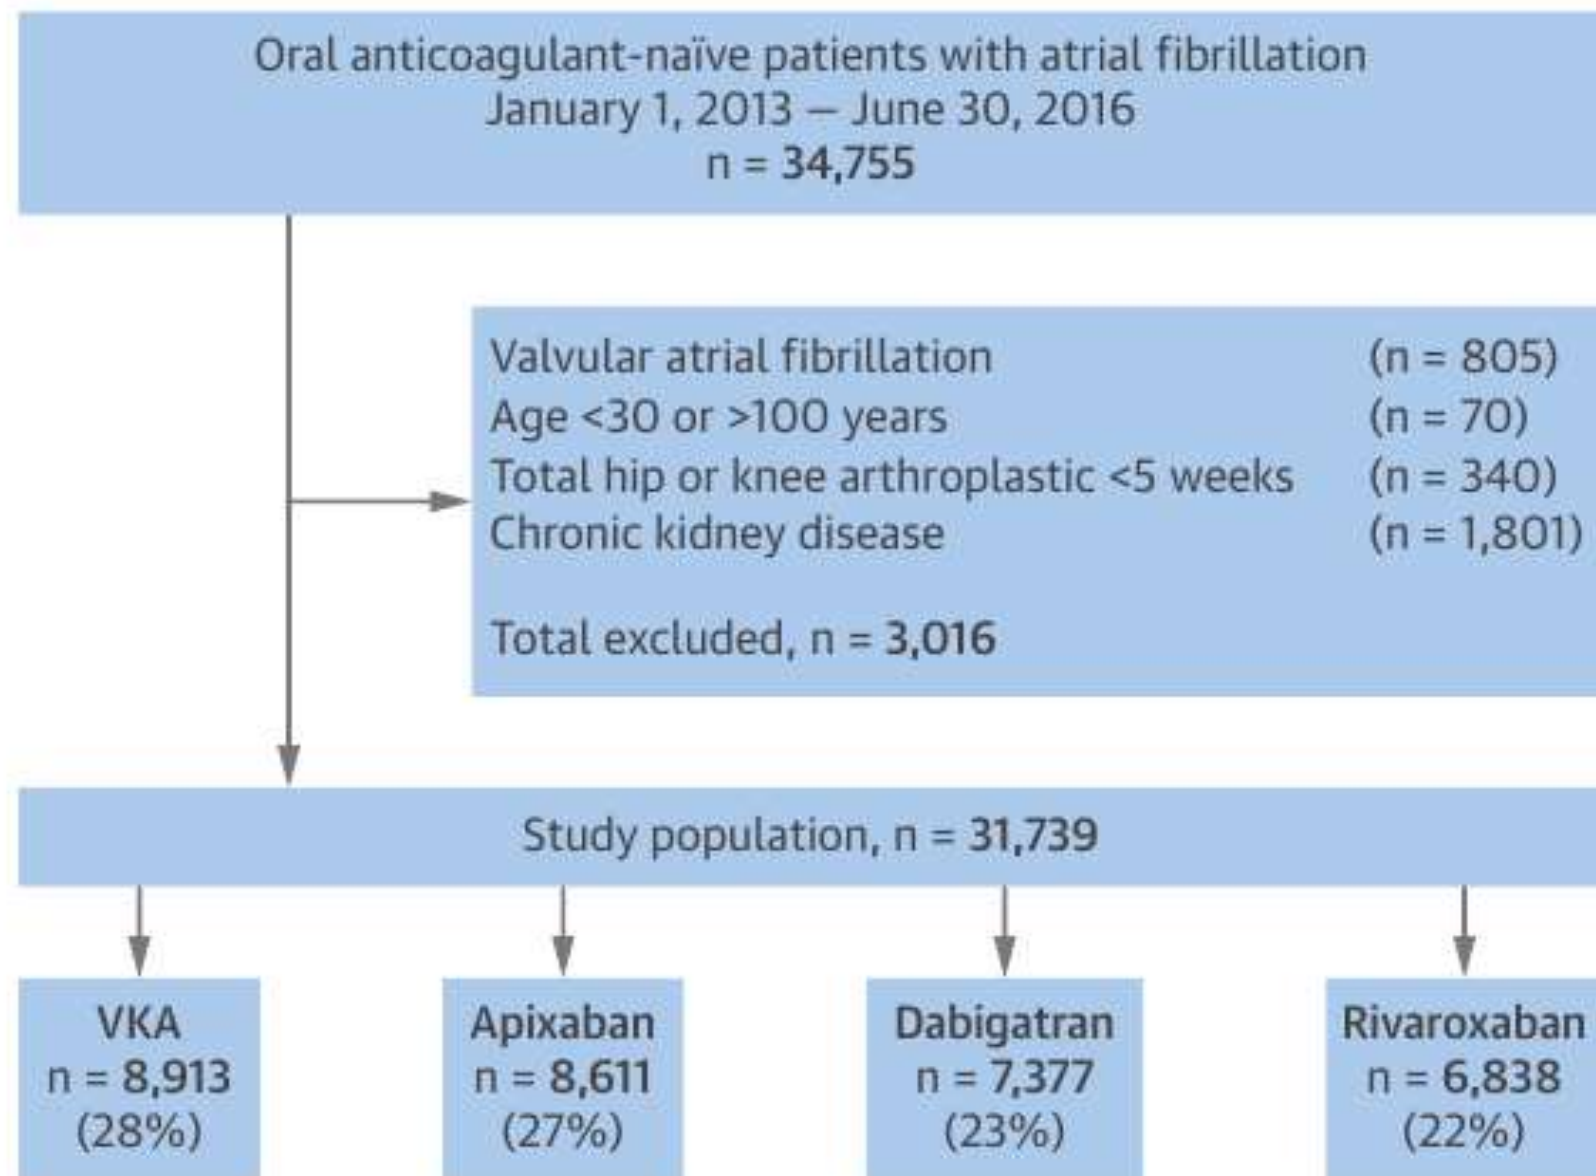 Oral anticoagulant-naïve patients with atrial fibrillation
January 1, 2013 – June 30, 2016
n = 34,755
Valvular atrial fibrillation (n = 805)
Age <30 or >100 years (n = 70)
Total hip or knee arthroplastic <5 weeks (n = 340)
Chronic kidney disease (n = 1,801)
Total excluded, n = 3,016
Study population, n = 31,739
VKA
n = 8,913
(28%)
Apixaban
n = 8,611
(27%)
Dabigatran
n = 7,377
(23%)
Rivaroxaban
n = 6,838
(22%)